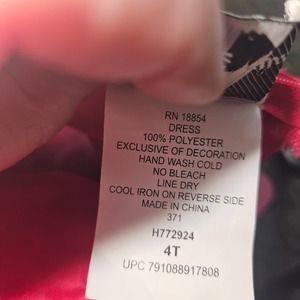 RN 18854
DRESS
100% POLYESTER
EXCLUSIVE OF DECORATION
HAND WASH COLD
NO BLEACH
LINE DRY
COOL IRON ON REVERSE SIDE
MADE IN CHINA
371
H772924
4T
UPC 791088917808